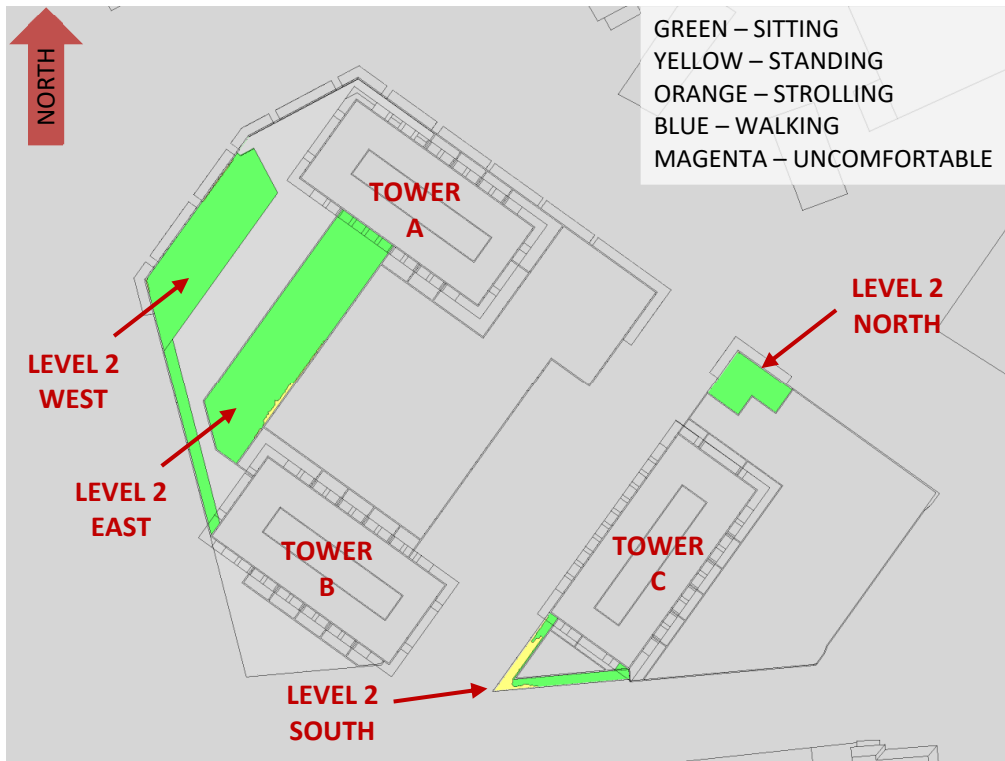 NORTH
GREEN – SITTING
YELLOW – STANDING
ORANGE – STROLLING
BLUE – WALKING
MAGENTA – UNCOMFORTABLE
TOWER
A
LEVEL 2
NORTH
LEVEL 2
WEST
LEVEL 2
EAST
TOWER
B
TOWER
C
LEVEL 2
SOUTH